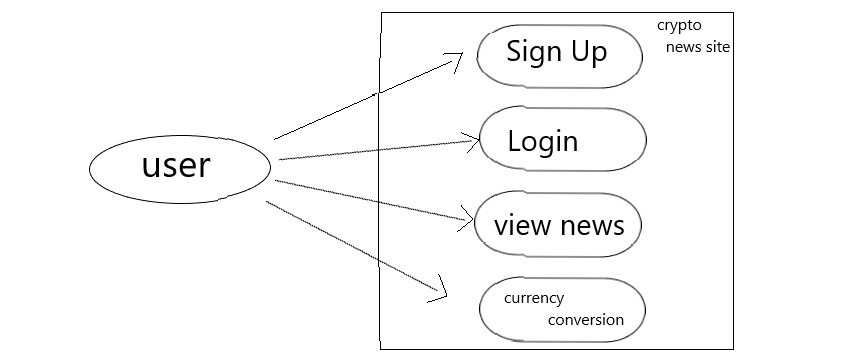 crypto
news site
Sign Up
Login
user
view news
currency
conversion